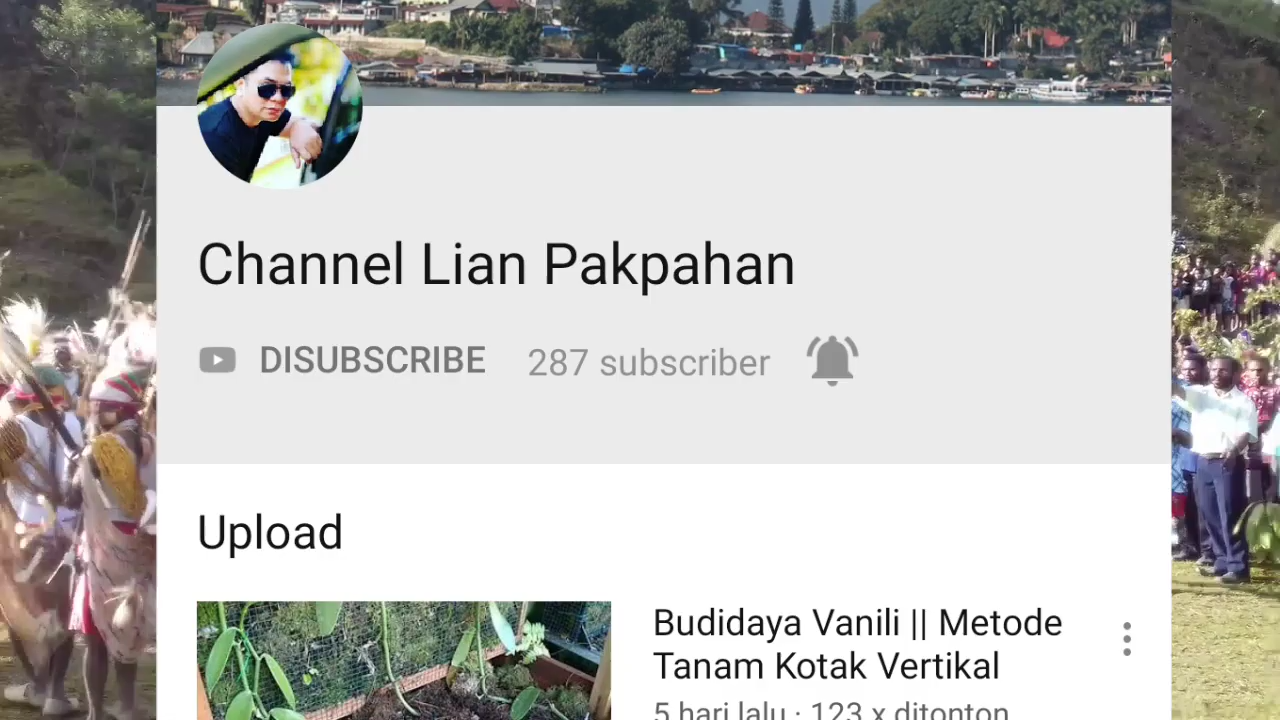 Channel Lian Pakpahan
DISUBSCRIBE 287 subscriber
Upload
Budidaya Vanili || Metode
Tanam Kotak Vertikal
5 hari lalu · 123 x ditonton